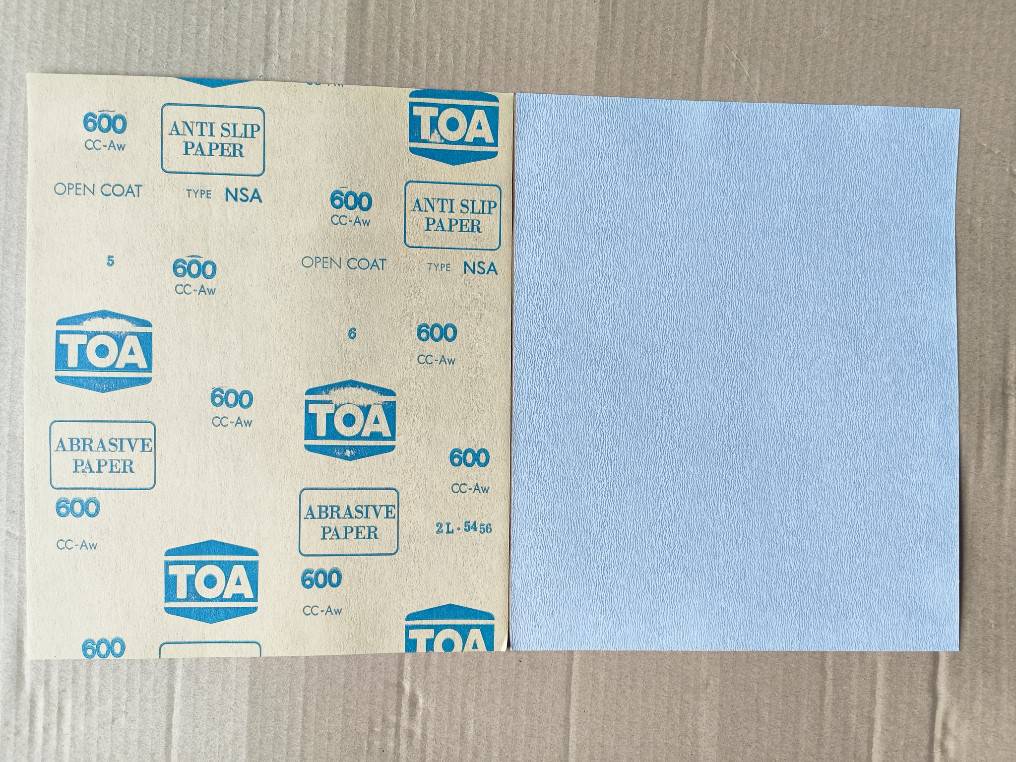 600
CC-Aw
ANTI SLIP
PAPER
OPEN COAT TYPE NSA
TOA
600
CC-Aw
ANTI SLIP
PAPER
OPEN COAT TYPE NSA
5
600
CC-Aw
TOA
6
600
CC-Aw
600
CC-Aw
TOA
ABRASIVE
PAPER
600
CC-Aw
600
CC-Aw
ABRASIVE
PAPER
2L-5456
TOA
600
CC-Aw
600
TOA